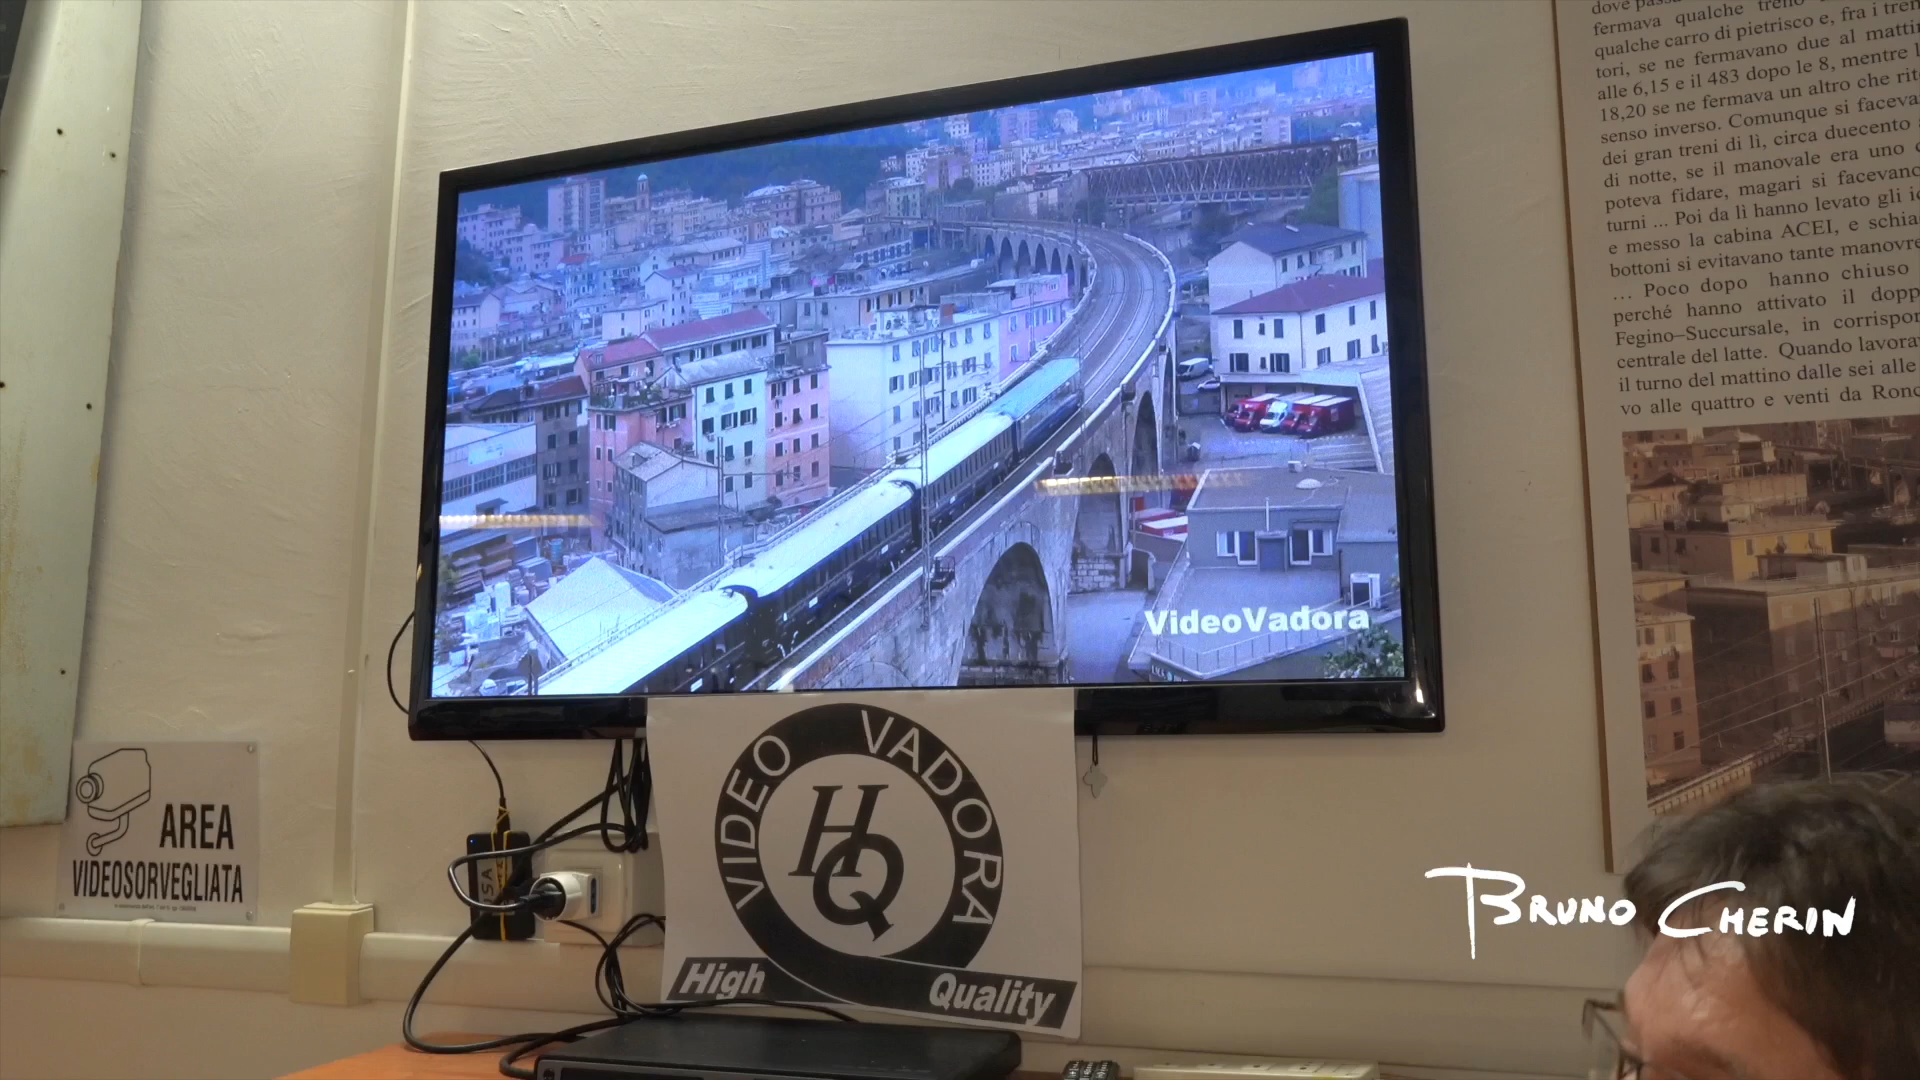 fermava qualche treno
qualche carro di pietrisco e, fra i tren
tori, se ne fermavano due al mattin
alle 6,15 e il 483 dopo le 8, mentre l
18,20 se ne fermava un altro che rit
senso inverso. Comunque si faceva
dei gran treni di lì, circa duecento
di notte, se il manovale era uno
poteva fidare, magari si facevano
turni ... Poi da lì hanno levato gli
e messo la cabina ACEI, e schia
bottoni si evitavano tante manovre
... Poco dopo hanno chiuso
perché hanno attivato il dopp
Fegino–Succursale, in corrispon
centrale del latte. Quando lavora
il turno del mattino dalle sei alle
vo alle quattro e venti da Ronc
VideoVadora
VIDEO VADORA
HQ
High Quality
AREA
VIDEOSORVEGLIATA
BRUNO CHERIN